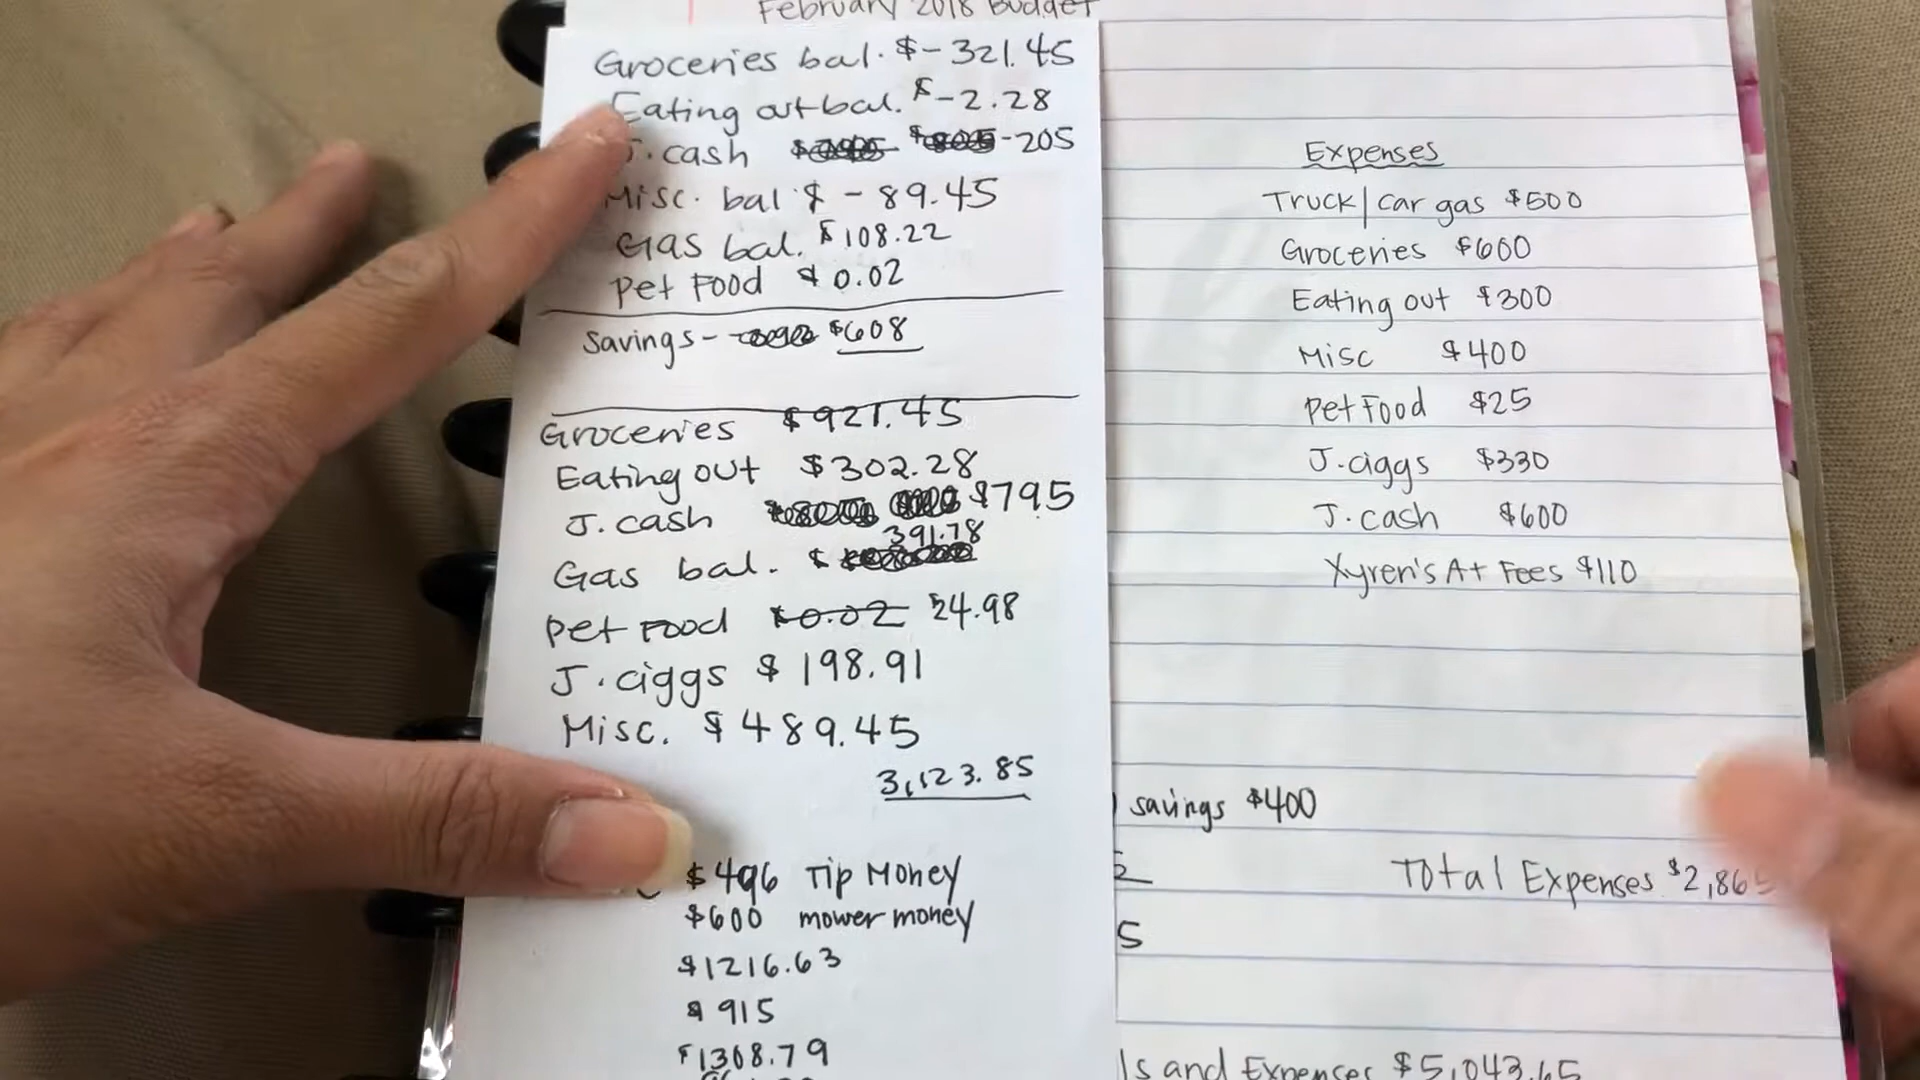 February 2018 Budget
Groceries bal. $-321.45
Eating out bal. $-2.28
J.cash -205
Misc. bal $ -89.45
Gas bal. $108.22
Pet Food $0.02
Savings- $608
Groceries $921.45
Eating out $302.28
J.cash $795
391.78
Gas bal. $
Pet Food $0.02 24.98
J.ciggs $198.91
Misc. $489.45
3,123.85
$496 Tip Money
$600 mower money
$1216.63
$915
$1308.79
Expenses
Truck/car gas $500
Groceries $600
Eating out $300
Misc $400
Pet Food $25
J.ciggs $330
J.cash $600
Xyren's A+ Fees $110
savings $400
Total Expenses $2,865
5
ls and Expenses $5,043.65